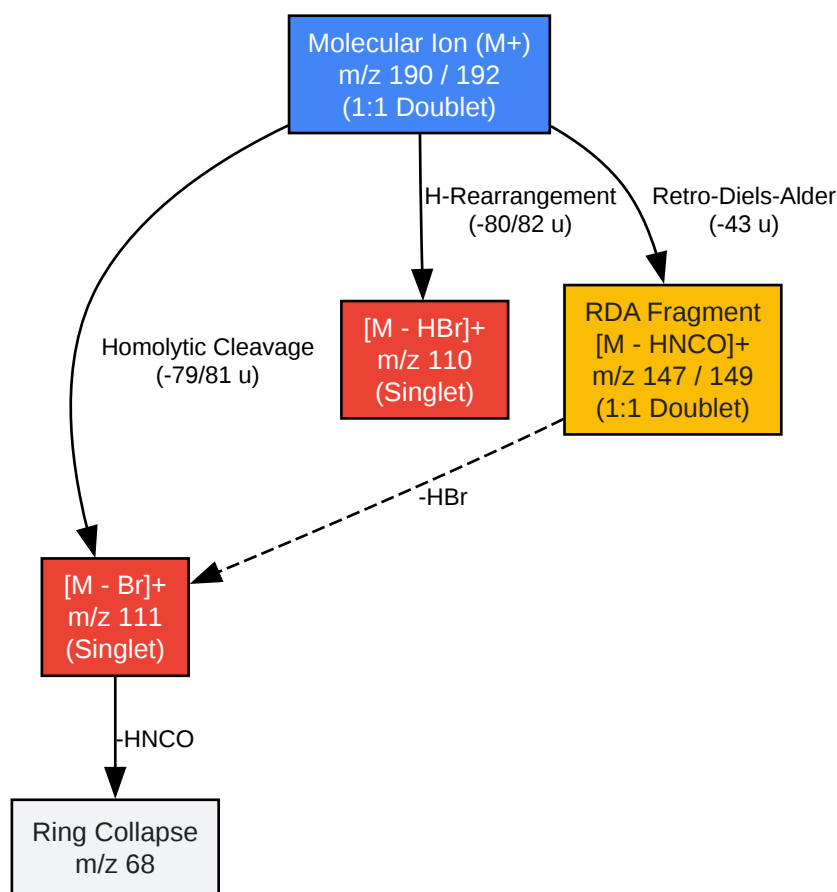 Molecular Ion (M+)
m/z 190 / 192
(1:1 Doublet)
H-Rearrangement
(-80/82 u)
Retro-Diels-Alder
(-43 u)
Homolytic Cleavage
(-79/81 u)
[M - HBr]+
m/z 110
(Singlet)
RDA Fragment
[M - HNCO]+
m/z 147 / 149
(1:1 Doublet)
-HBr
[M - Br]+
m/z 111
(Singlet)
-HNCO
Ring Collapse
m/z 68